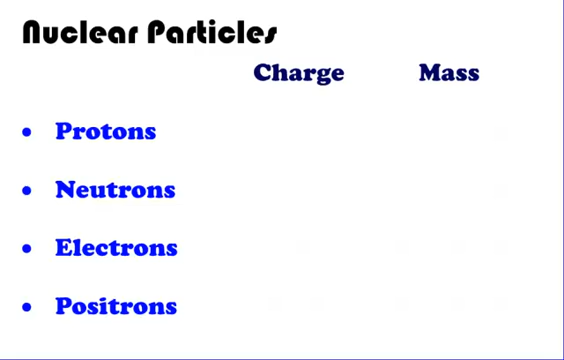 Nuclear Particles
Charge Mass
• Protons
• Neutrons
• Electrons
• Positrons